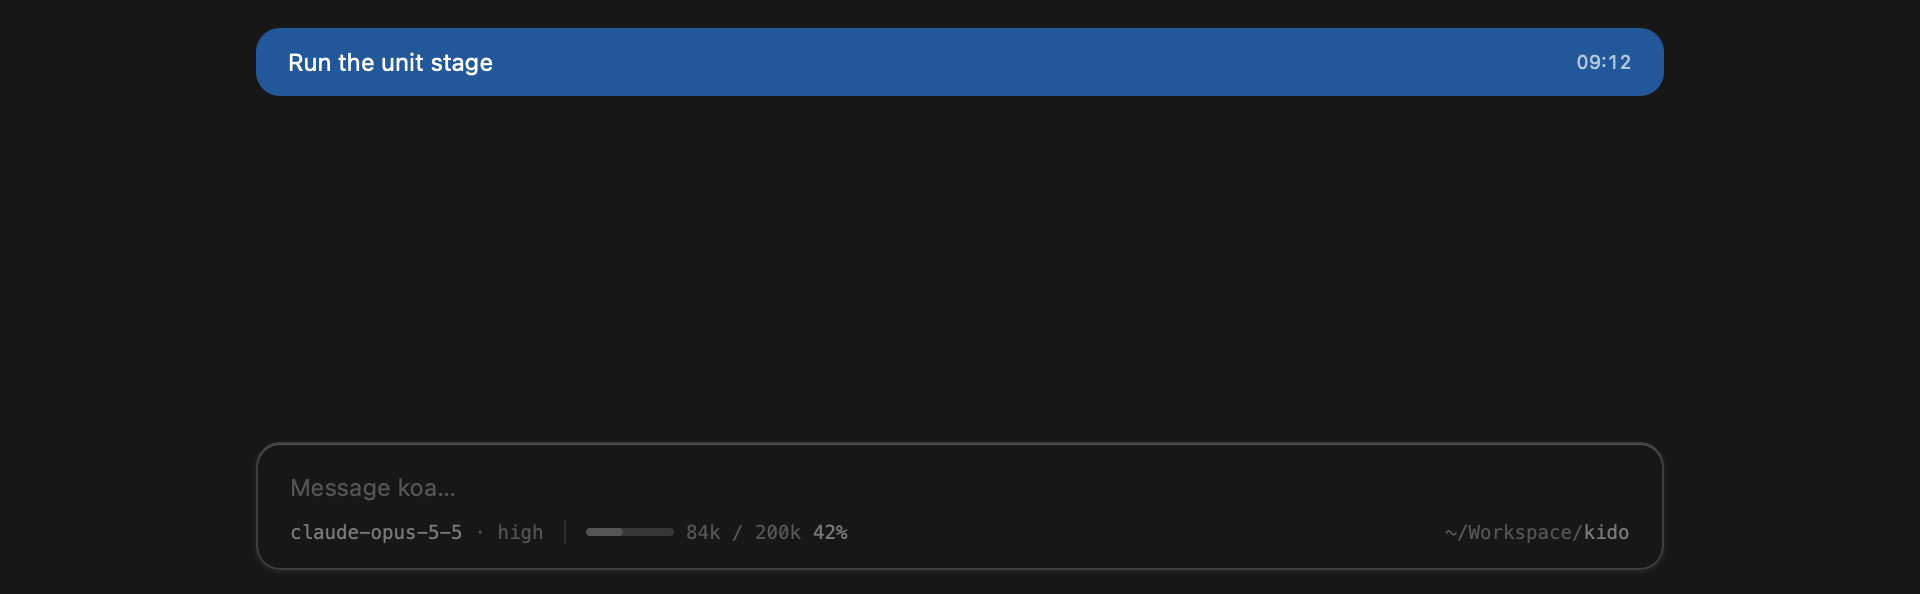 Run the unit stage 09:12
Message koa...
claude-opus-5-5 · high 84k / 200k 42% ~/Workspace/kido